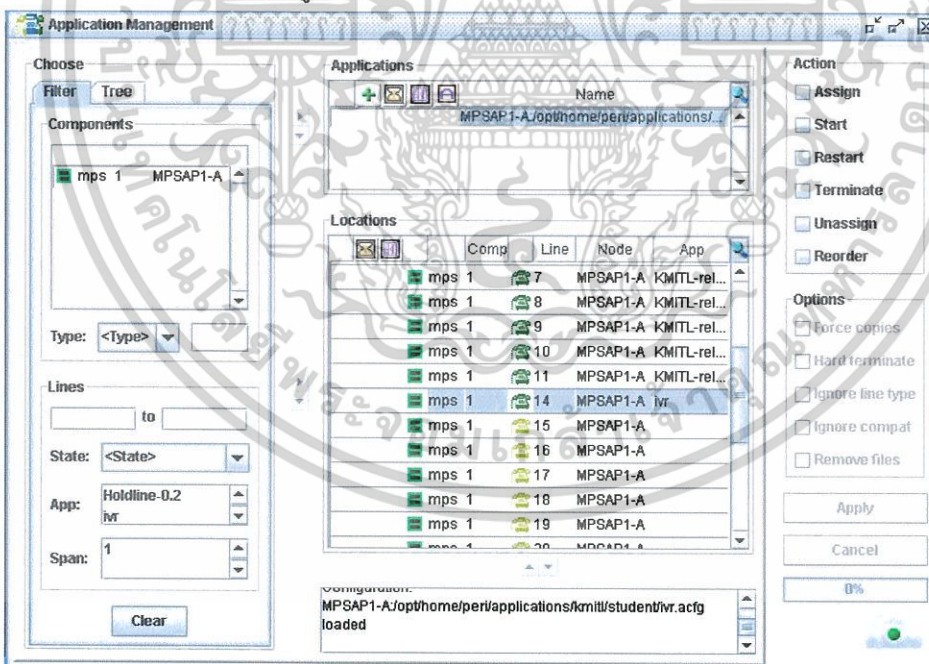 Application Management
Choose
Filter Tree
Components
mps 1 MPSAP1-A
Type: <Type>
Lines
to
State: <State>
App: Holdline-0.2
ivr
Span: 1
Clear
Applications
Name
MPSAP1-A:/opt/home/peri/applications/...
Locations
Comp Line Node App
mps 1 7 MPSAP1-A KMITL-rel...
mps 1 8 MPSAP1-A KMITL-rel...
mps 1 9 MPSAP1-A KMITL-rel...
mps 1 10 MPSAP1-A KMITL-rel...
mps 1 11 MPSAP1-A KMITL-rel...
mps 1 14 MPSAP1-A ivr
mps 1 15 MPSAP1-A
mps 1 16 MPSAP1-A
mps 1 17 MPSAP1-A
mps 1 18 MPSAP1-A
mps 1 19 MPSAP1-A
mps 1 20 MPSAP1-A
Configuration:
MPSAP1-A:/opt/home/peri/applications/kmitl/student/ivr.acfg
loaded
Action
Assign
Start
Restart
Terminate
Unassign
Reorder
Options
Force copies
Hard terminate
Ignore line type
Ignore compat
Remove files
Apply
Cancel
0%